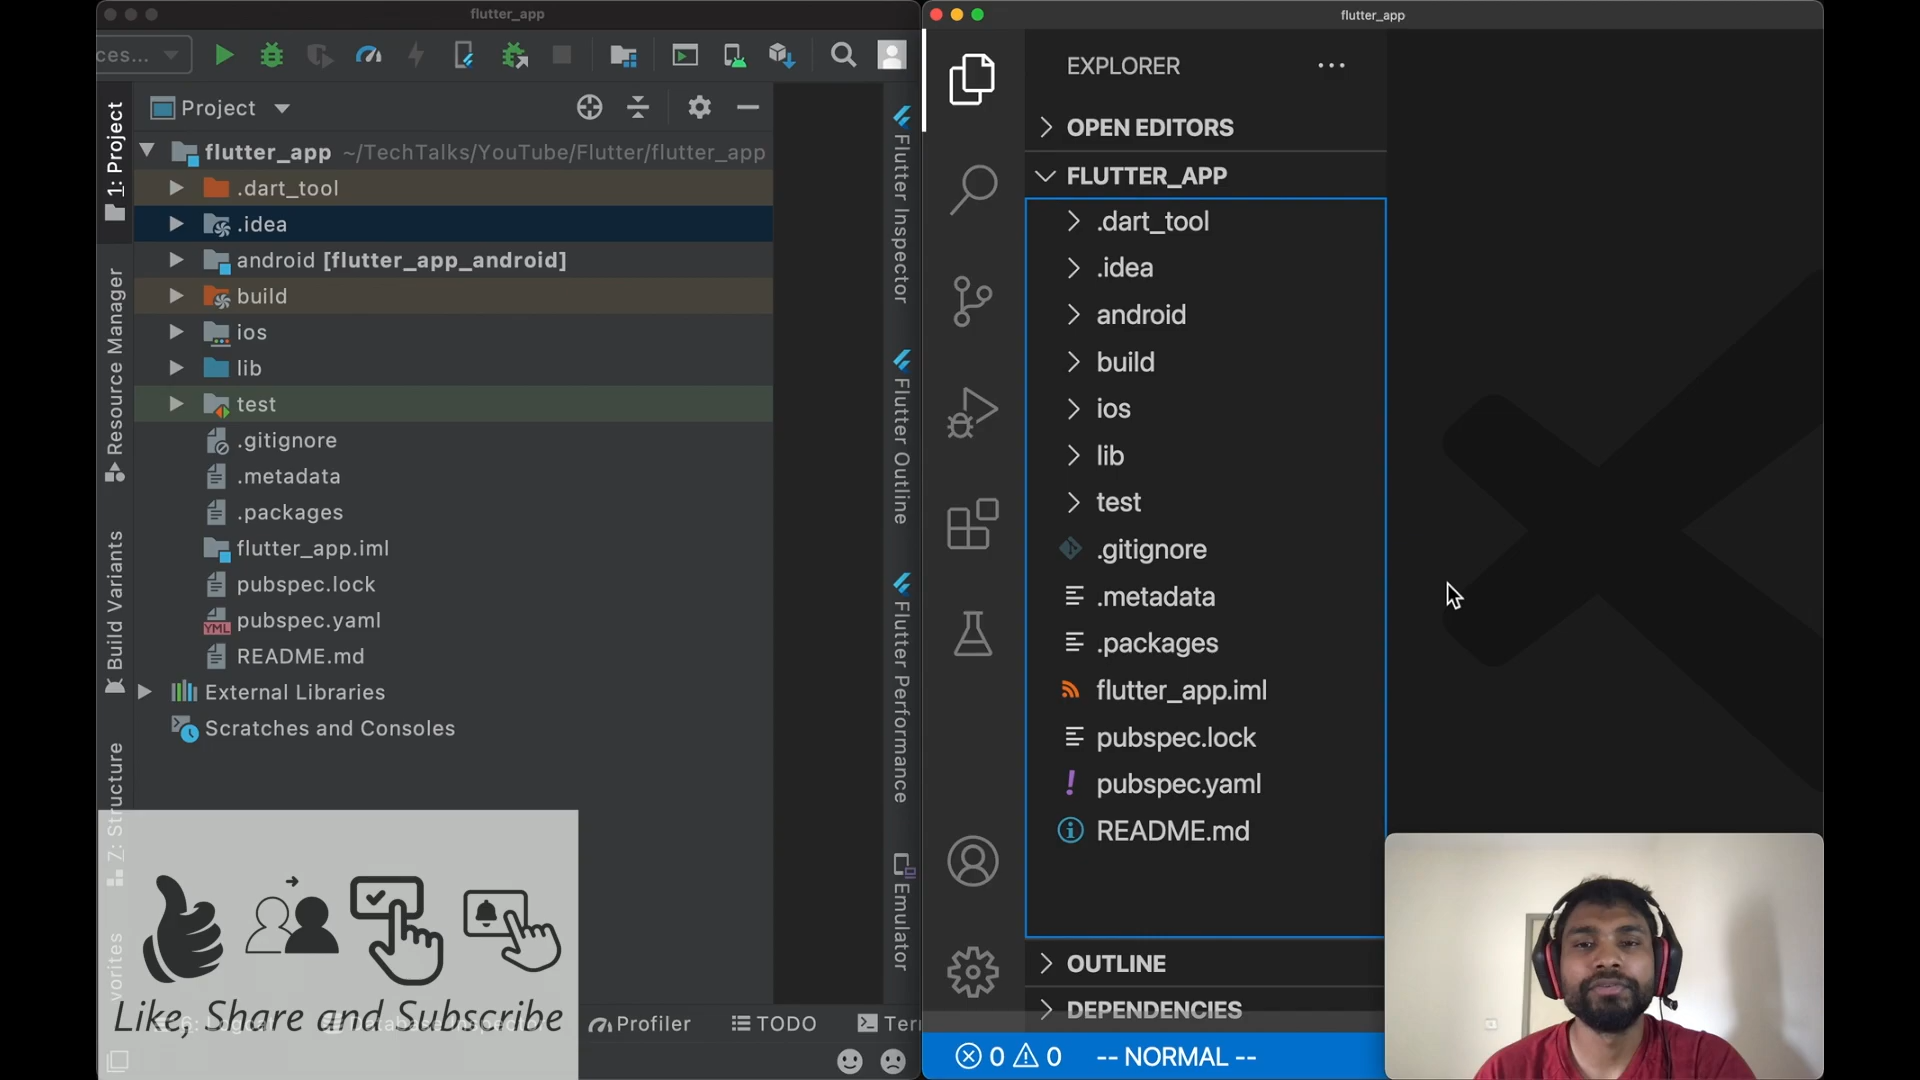 flutter_app
ces...
Project
flutter_app ~/TechTalks/YouTube/Flutter/flutter_app
.dart_tool
.idea
android [flutter_app_android]
build
ios
lib
test
.gitignore
.metadata
.packages
flutter_app.iml
pubspec.lock
YML pubspec.yaml
README.md
External Libraries
Scratches and Consoles
1: Project
Resource Manager
Build Variants
7: Structure
vorites
Flutter Inspector
Flutter Outline
Flutter Performance
Emulator
Like, Share and Subscribe
Profiler
TODO
Ter
flutter_app
EXPLORER
OPEN EDITORS
FLUTTER_APP
.dart_tool
.idea
android
build
ios
lib
test
.gitignore
.metadata
.packages
flutter_app.iml
pubspec.lock
! pubspec.yaml
README.md
OUTLINE
DEPENDENCIES
0 0 -- NORMAL --